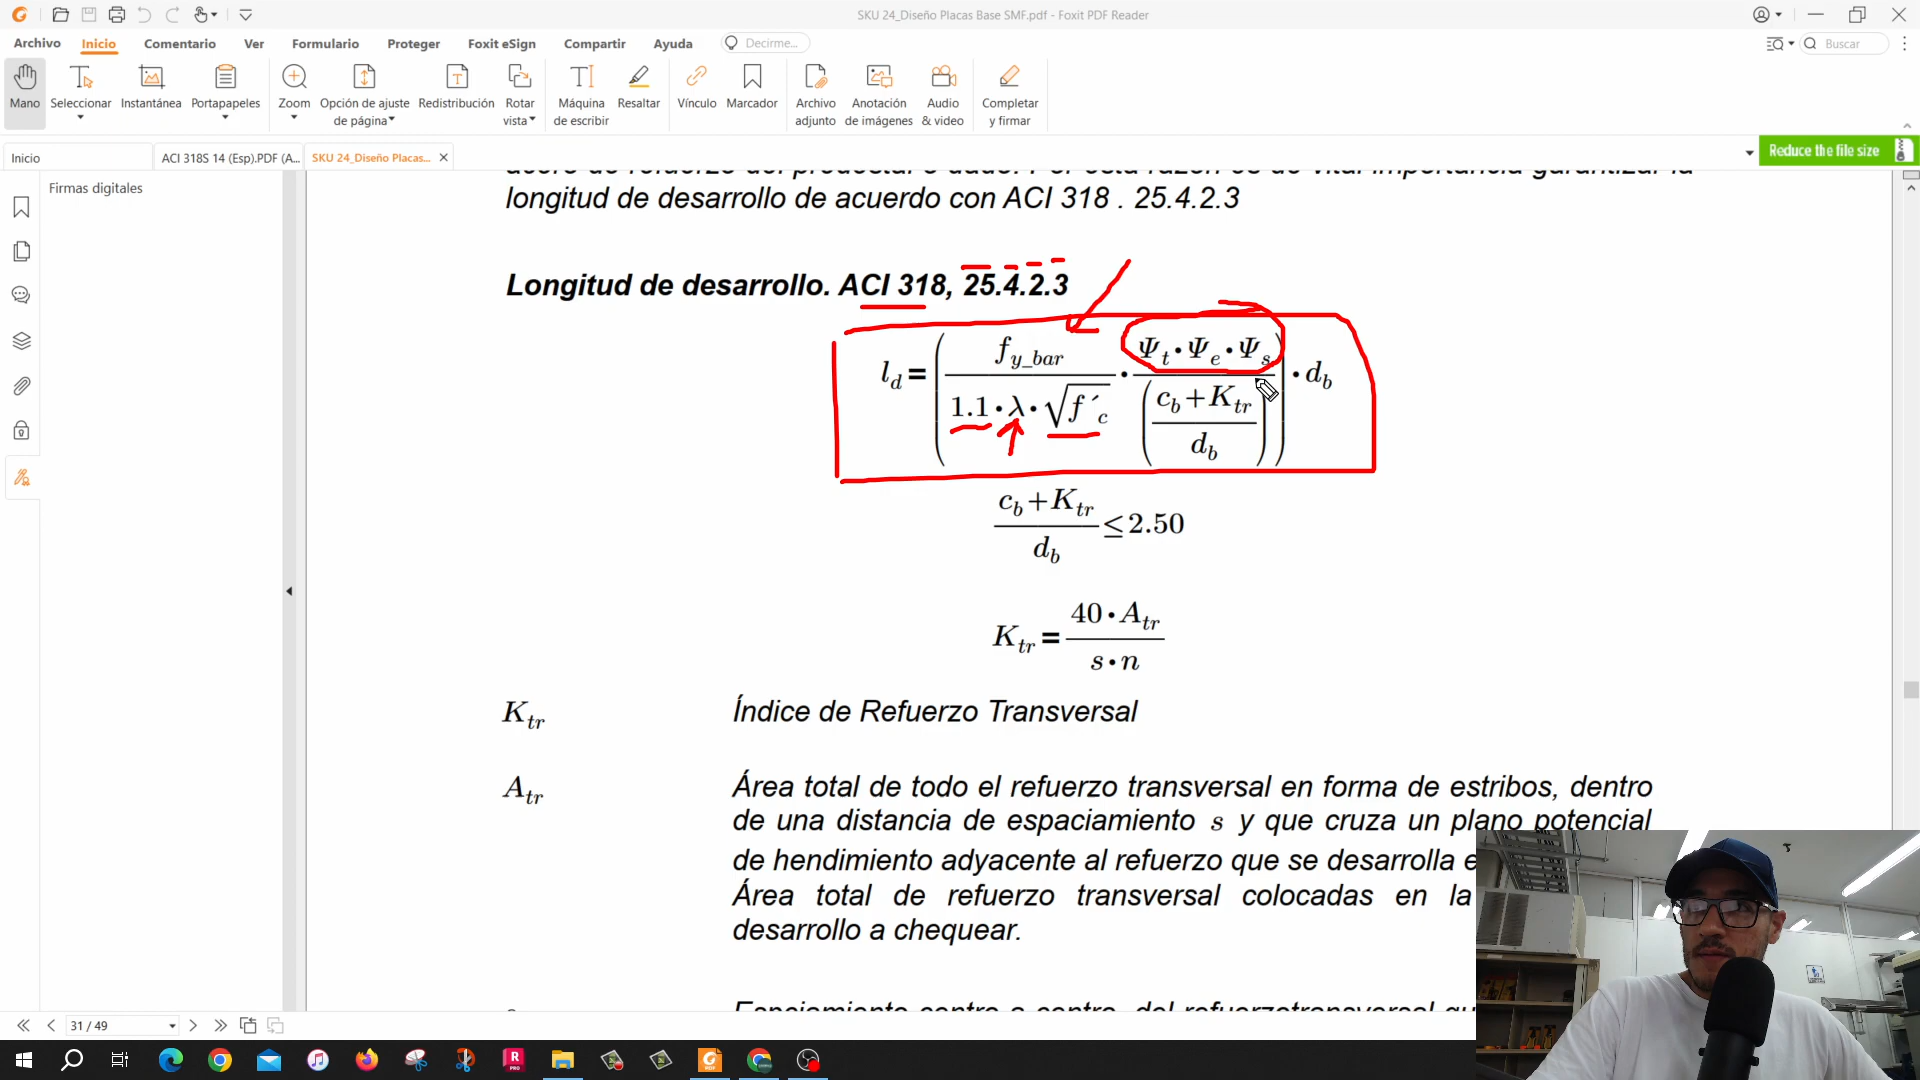 SKU 24_Diseño Placas Base SMF.pdf - Foxit PDF Reader
Archivo
Inicio
Comentario
Ver
Formulario
Proteger
Foxit eSign
Compartir
Ayuda
Decirme...
Buscar
Mano
Seleccionar
Instantánea
Portapapeles
Zoom
Opción de ajuste
de página
Redistribución
Rotar
vista
Máquina
de escribir
Resaltar
Vínculo
Marcador
Archivo
adjunto
Anotación
de imágenes
Audio
& video
Completar
y firmar
Inicio
ACI 318S 14 (Esp).PDF (A...
SKU 24_Diseño Placas...
Reduce the file size
Firmas digitales
longitud de desarrollo de acuerdo con ACI 318 . 25.4.2.3
Longitud de desarrollo. ACI 318, 25.4.2.3
l_d = ( f_{y_bar} / (1.1 • λ • √f´_c) • (Ψ_t • Ψ_e • Ψ_s) / ((c_b + K_tr) / d_b) ) • d_b
(c_b + K_tr) / d_b ≤ 2.50
K_tr = (40 • A_tr) / (s • n)
K_tr Índice de Refuerzo Transversal
A_tr Área total de todo el refuerzo transversal en forma de estribos, dentro
de una distancia de espaciamiento s y que cruza un plano potencial
de hendimiento adyacente al refuerzo que se desarrolla
Área total de refuerzo transversal colocadas en la
desarrollo a chequear.
31 / 49